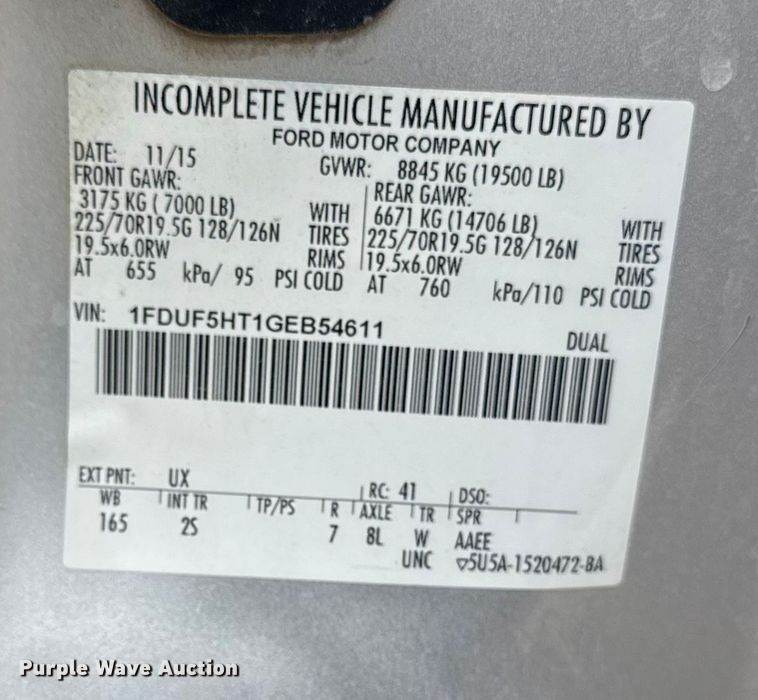 INCOMPLETE VEHICLE MANUFACTURED BY
FORD MOTOR COMPANY
DATE: 11/15 GVWR: 8845 KG (19500 LB)
FRONT GAWR: REAR GAWR:
3175 KG ( 7000 LB) WITH 6671 KG (14706 LB) WITH
225/70R19.5G 128/126N TIRES 225/70R19.5G 128/126N TIRES
19.5x6.0RW RIMS 19.5x6.0RW RIMS
AT 655 kPa/ 95 PSI COLD AT 760 kPa/110 PSI COLD
VIN: 1FDUF5HT1GEB54611 DUAL
EXT PNT: UX RC: 41 DSO:
WB INT TR TP/PS R AXLE TR SPR
165 2S 7 8L W AAEE
UNC ▽5U5A-1520472-BA
Purple Wave Auction